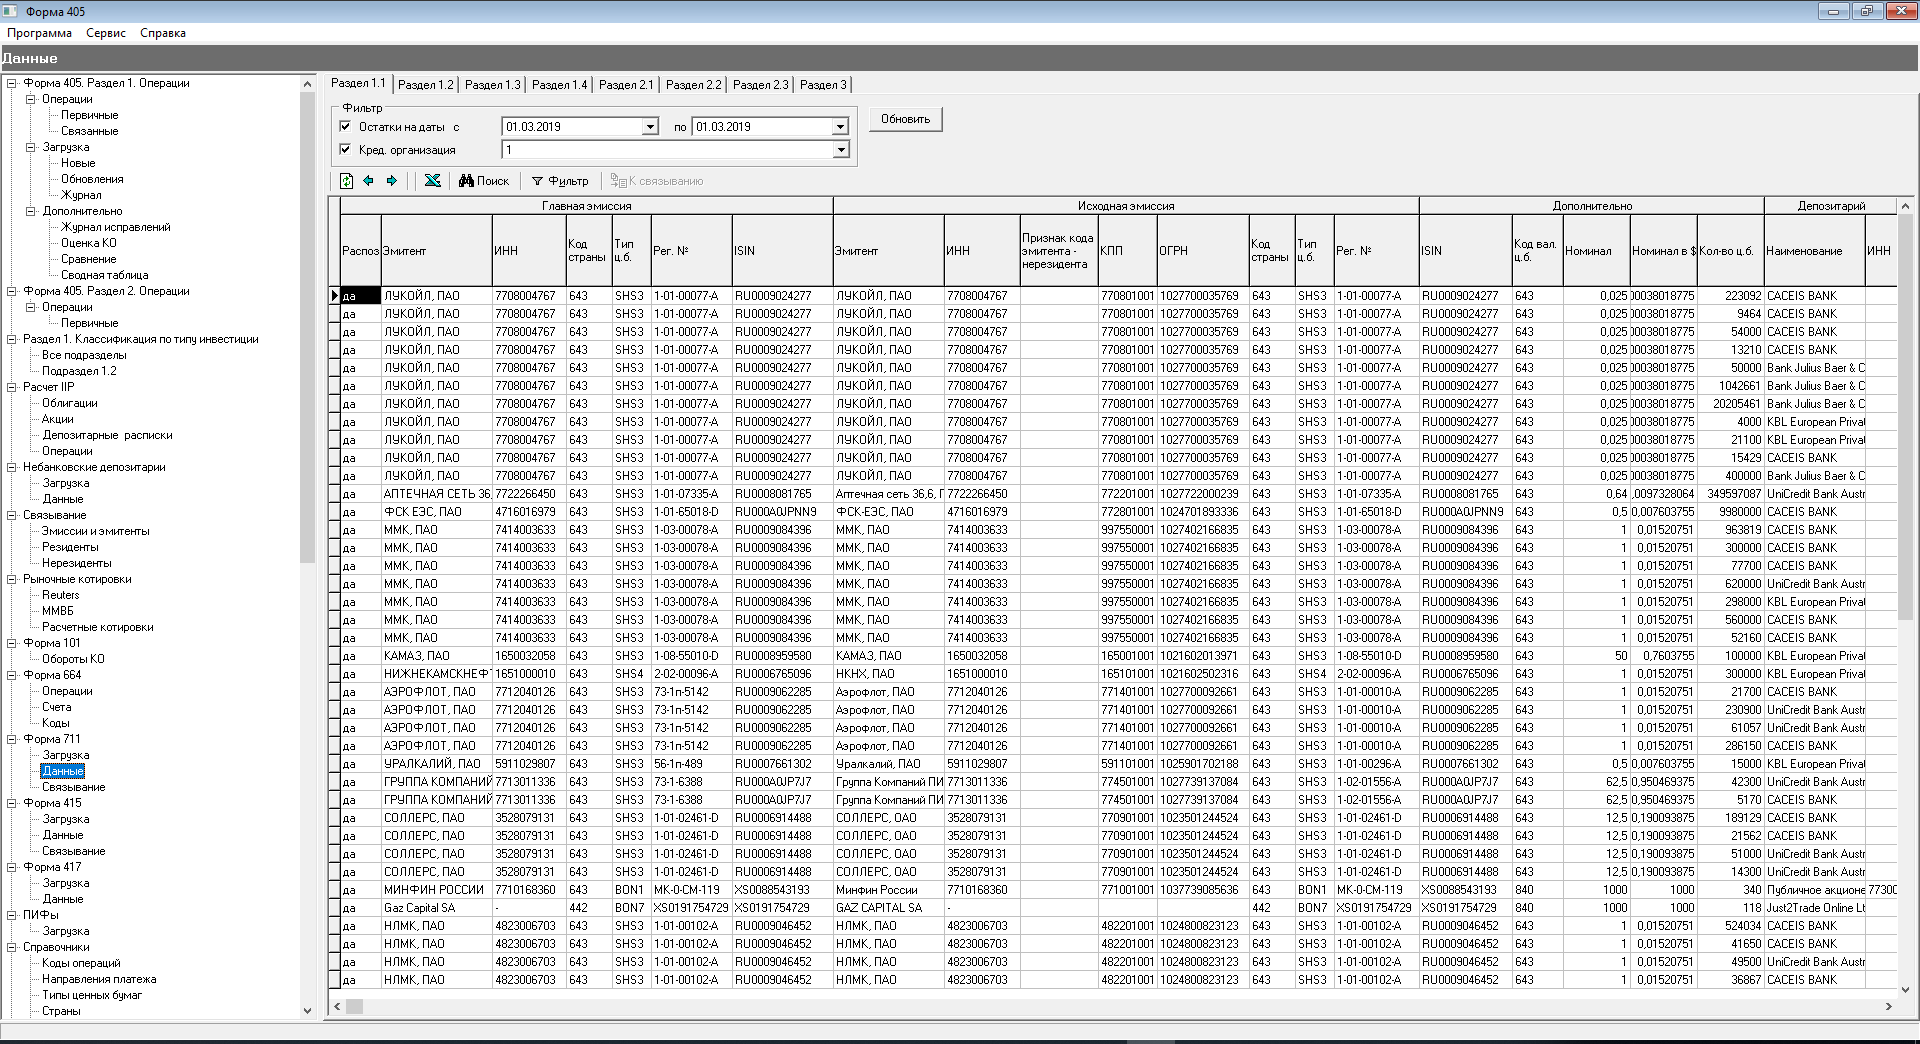 Форма 405
Программа Сервис Справка
Данные
Форма 405. Раздел 1. Операции
Операции
Первичные
Связанные
Загрузка
Новые
Обновления
Журнал
Дополнительно
Журнал исправлений
Оценка КО
Сравнение
Сводная таблица
Форма 405. Раздел 2. Операции
Операции
Первичные
Раздел 1. Классификация по типу инвестиции
Все подразделы
Подраздел 1.2
Расчет IIP
Облигации
Акции
Депозитарные расписки
Операции
Небанковские депозитарии
Загрузка
Данные
Связывание
Эмиссии и эмитенты
Резиденты
Нерезиденты
Рыночные котировки
Reuters
ММВБ
Расчетные котировки
Форма 101
Обороты КО
Форма 664
Операции
Счета
Коды
Форма 711
Загрузка
Данные
Связывание
Форма 415
Загрузка
Данные
Связывание
Форма 417
Загрузка
Данные
ПИФы
Загрузка
Справочники
Коды операций
Направления платежа
Типы ценных бумаг
Страны
Раздел 1.1 Раздел 1.2 Раздел 1.3 Раздел 1.4 Раздел 2.1 Раздел 2.2 Раздел 2.3 Раздел 3
Фильтр
Остатки на даты с 01.03.2019 по 01.03.2019 Обновить
Кред. организация 1
Поиск Фильтр К связыванию
Главная эмиссия Исходная эмиссия Дополнительно Депозитарий
Распоз Эмитент ИНН Код страны Тип ц.б. Рег. № ISIN Эмитент ИНН Признак кода эмитента - нерезидента КПП ОГРН Код страны Тип ц.б. Рег. № ISIN Код вал. ц.б. Номинал Номинал в $ Кол-во ц.б. Наименование ИНН
да ЛУКОЙЛ, ПАО 7708004767 643 SHS3 1-01-00077-A RU0009024277 ЛУКОЙЛ, ПАО 7708004767 770801001 1027700035769 643 SHS3 1-01-00077-A RU0009024277 643 0,025 00038018775 223092 CACEIS BANK
да ЛУКОЙЛ, ПАО 7708004767 643 SHS3 1-01-00077-A RU0009024277 ЛУКОЙЛ, ПАО 7708004767 770801001 1027700035769 643 SHS3 1-01-00077-A RU0009024277 643 0,025 00038018775 9464 CACEIS BANK
да ЛУКОЙЛ, ПАО 7708004767 643 SHS3 1-01-00077-A RU0009024277 ЛУКОЙЛ, ПАО 7708004767 770801001 1027700035769 643 SHS3 1-01-00077-A RU0009024277 643 0,025 00038018775 54000 CACEIS BANK
да ЛУКОЙЛ, ПАО 7708004767 643 SHS3 1-01-00077-A RU0009024277 ЛУКОЙЛ, ПАО 7708004767 770801001 1027700035769 643 SHS3 1-01-00077-A RU0009024277 643 0,025 00038018775 13210 CACEIS BANK
да ЛУКОЙЛ, ПАО 7708004767 643 SHS3 1-01-00077-A RU0009024277 ЛУКОЙЛ, ПАО 7708004767 770801001 1027700035769 643 SHS3 1-01-00077-A RU0009024277 643 0,025 00038018775 50000 Bank Julius Baer & C
да ЛУКОЙЛ, ПАО 7708004767 643 SHS3 1-01-00077-A RU0009024277 ЛУКОЙЛ, ПАО 7708004767 770801001 1027700035769 643 SHS3 1-01-00077-A RU0009024277 643 0,025 00038018775 1042661 Bank Julius Baer & C
да ЛУКОЙЛ, ПАО 7708004767 643 SHS3 1-01-00077-A RU0009024277 ЛУКОЙЛ, ПАО 7708004767 770801001 1027700035769 643 SHS3 1-01-00077-A RU0009024277 643 0,025 00038018775 20205461 Bank Julius Baer & C
да ЛУКОЙЛ, ПАО 7708004767 643 SHS3 1-01-00077-A RU0009024277 ЛУКОЙЛ, ПАО 7708004767 770801001 1027700035769 643 SHS3 1-01-00077-A RU0009024277 643 0,025 00038018775 4000 KBL European Privat
да ЛУКОЙЛ, ПАО 7708004767 643 SHS3 1-01-00077-A RU0009024277 ЛУКОЙЛ, ПАО 7708004767 770801001 1027700035769 643 SHS3 1-01-00077-A RU0009024277 643 0,025 00038018775 21100 KBL European Privat
да ЛУКОЙЛ, ПАО 7708004767 643 SHS3 1-01-00077-A RU0009024277 ЛУКОЙЛ, ПАО 7708004767 770801001 1027700035769 643 SHS3 1-01-00077-A RU0009024277 643 0,025 00038018775 15429 CACEIS BANK
да ЛУКОЙЛ, ПАО 7708004767 643 SHS3 1-01-00077-A RU0009024277 ЛУКОЙЛ, ПАО 7708004767 770801001 1027700035769 643 SHS3 1-01-00077-A RU0009024277 643 0,025 00038018775 400000 Bank Julius Baer & C
да АПТЕЧНАЯ СЕТЬ 36, 7722266450 643 SHS3 1-01-07335-A RU0008081765 Аптечная сеть 36,6, Г 7722266450 772201001 1027722000239 643 SHS3 1-01-07335-A RU0008081765 643 0,64 ,0097328064 349597087 UniCredit Bank Austr
да ФСК ЕЭС, ПАО 4716016979 643 SHS3 1-01-65018-D RU000A0JPNN9 ФСК-ЕЭС, ПАО 4716016979 772801001 1024701893336 643 SHS3 1-01-65018-D RU000A0JPNN9 643 0,5 0,007603755 9980000 CACEIS BANK
да ММК, ПАО 7414003633 643 SHS3 1-03-00078-A RU0009084396 ММК, ПАО 7414003633 997550001 1027402166835 643 SHS3 1-03-00078-A RU0009084396 643 1 0,01520751 963819 CACEIS BANK
да ММК, ПАО 7414003633 643 SHS3 1-03-00078-A RU0009084396 ММК, ПАО 7414003633 997550001 1027402166835 643 SHS3 1-03-00078-A RU0009084396 643 1 0,01520751 300000 CACEIS BANK
да ММК, ПАО 7414003633 643 SHS3 1-03-00078-A RU0009084396 ММК, ПАО 7414003633 997550001 1027402166835 643 SHS3 1-03-00078-A RU0009084396 643 1 0,01520751 77700 CACEIS BANK
да ММК, ПАО 7414003633 643 SHS3 1-03-00078-A RU0009084396 ММК, ПАО 7414003633 997550001 1027402166835 643 SHS3 1-03-00078-A RU0009084396 643 1 0,01520751 620000 UniCredit Bank Austr
да ММК, ПАО 7414003633 643 SHS3 1-03-00078-A RU0009084396 ММК, ПАО 7414003633 997550001 1027402166835 643 SHS3 1-03-00078-A RU0009084396 643 1 0,01520751 298000 KBL European Privat
да ММК, ПАО 7414003633 643 SHS3 1-03-00078-A RU0009084396 ММК, ПАО 7414003633 997550001 1027402166835 643 SHS3 1-03-00078-A RU0009084396 643 1 0,01520751 560000 CACEIS BANK
да ММК, ПАО 7414003633 643 SHS3 1-03-00078-A RU0009084396 ММК, ПАО 7414003633 997550001 1027402166835 643 SHS3 1-03-00078-A RU0009084396 643 1 0,01520751 52160 CACEIS BANK
да КАМАЗ, ПАО 1650032058 643 SHS3 1-08-55010-D RU0008959580 КАМАЗ, ПАО 1650032058 165001001 1021602013971 643 SHS3 1-08-55010-D RU0008959580 643 50 0,7603755 100000 KBL European Privat
да НИЖНЕКАМСКНЕФТ 1651000010 643 SHS4 2-02-00096-A RU0006765096 НКНХ, ПАО 1651000010 165101001 1021602502316 643 SHS4 2-02-00096-A RU0006765096 643 1 0,01520751 300000 KBL European Privat
да АЭРОФЛОТ, ПАО 7712040126 643 SHS3 73-1п-5142 RU0009062285 Аэрофлот, ПАО 7712040126 771401001 1027700092661 643 SHS3 1-01-00010-A RU0009062285 643 1 0,01520751 21700 CACEIS BANK
да АЭРОФЛОТ, ПАО 7712040126 643 SHS3 73-1п-5142 RU0009062285 Аэрофлот, ПАО 7712040126 771401001 1027700092661 643 SHS3 1-01-00010-A RU0009062285 643 1 0,01520751 230900 UniCredit Bank Austr
да АЭРОФЛОТ, ПАО 7712040126 643 SHS3 73-1п-5142 RU0009062285 Аэрофлот, ПАО 7712040126 771401001 1027700092661 643 SHS3 1-01-00010-A RU0009062285 643 1 0,01520751 61057 UniCredit Bank Austr
да АЭРОФЛОТ, ПАО 7712040126 643 SHS3 73-1п-5142 RU0009062285 Аэрофлот, ПАО 7712040126 771401001 1027700092661 643 SHS3 1-01-00010-A RU0009062285 643 1 0,01520751 286150 CACEIS BANK
да УРАЛКАЛИЙ, ПАО 5911029807 643 SHS3 56-1п-489 RU0007661302 Уралкалий, ПАО 5911029807 591101001 1025901702188 643 SHS3 1-01-00296-A RU0007661302 643 0,5 0,007603755 15000 KBL European Privat
да ГРУППА КОМПАНИЙ 7713011336 643 SHS3 73-1-6388 RU000A0JP7J7 Группа Компаний ПИ 7713011336 774501001 1027739137084 643 SHS3 1-02-01556-A RU000A0JP7J7 643 62,5 0,950469375 42300 UniCredit Bank Austr
да ГРУППА КОМПАНИЙ 7713011336 643 SHS3 73-1-6388 RU000A0JP7J7 Группа Компаний ПИ 7713011336 774501001 1027739137084 643 SHS3 1-02-01556-A RU000A0JP7J7 643 62,5 0,950469375 5170 CACEIS BANK
да СОЛЛЕРС, ПАО 3528079131 643 SHS3 1-01-02461-D RU0006914488 СОЛЛЕРС, ОАО 3528079131 770901001 1023501244524 643 SHS3 1-01-02461-D RU0006914488 643 12,5 0,190093875 189129 UniCredit Bank Austr
да СОЛЛЕРС, ПАО 3528079131 643 SHS3 1-01-02461-D RU0006914488 СОЛЛЕРС, ОАО 3528079131 770901001 1023501244524 643 SHS3 1-01-02461-D RU0006914488 643 12,5 0,190093875 21562 CACEIS BANK
да СОЛЛЕРС, ПАО 3528079131 643 SHS3 1-01-02461-D RU0006914488 СОЛЛЕРС, ОАО 3528079131 770901001 1023501244524 643 SHS3 1-01-02461-D RU0006914488 643 12,5 0,190093875 51000 UniCredit Bank Austr
да СОЛЛЕРС, ПАО 3528079131 643 SHS3 1-01-02461-D RU0006914488 СОЛЛЕРС, ОАО 3528079131 770901001 1023501244524 643 SHS3 1-01-02461-D RU0006914488 643 12,5 0,190093875 14300 UniCredit Bank Austr
да МИНФИН РОССИИ 7710168360 643 BON1 МК-0-СМ-119 XS0088543193 Минфин России 7710168360 771001001 1037739085636 643 BON1 МК-0-СМ-119 XS0088543193 840 1000 1000 340 Публичное акционе 77300
да Gaz Capital SA - 442 BON7 XS0191754729 XS0191754729 GAZ CAPITAL SA - 442 BON7 XS0191754729 XS0191754729 840 1000 1000 118 Just2Trade Online Lt
да НЛМК, ПАО 4823006703 643 SHS3 1-01-00102-A RU0009046452 НЛМК, ПАО 4823006703 482201001 1024800823123 643 SHS3 1-01-00102-A RU0009046452 643 1 0,01520751 524034 CACEIS BANK
да НЛМК, ПАО 4823006703 643 SHS3 1-01-00102-A RU0009046452 НЛМК, ПАО 4823006703 482201001 1024800823123 643 SHS3 1-01-00102-A RU0009046452 643 1 0,01520751 41650 CACEIS BANK
да НЛМК, ПАО 4823006703 643 SHS3 1-01-00102-A RU0009046452 НЛМК, ПАО 4823006703 482201001 1024800823123 643 SHS3 1-01-00102-A RU0009046452 643 1 0,01520751 49500 UniCredit Bank Austr
да НЛМК, ПАО 4823006703 643 SHS3 1-01-00102-A RU0009046452 НЛМК, ПАО 4823006703 482201001 1024800823123 643 SHS3 1-01-00102-A RU0009046452 643 1 0,01520751 36867 CACEIS BANK